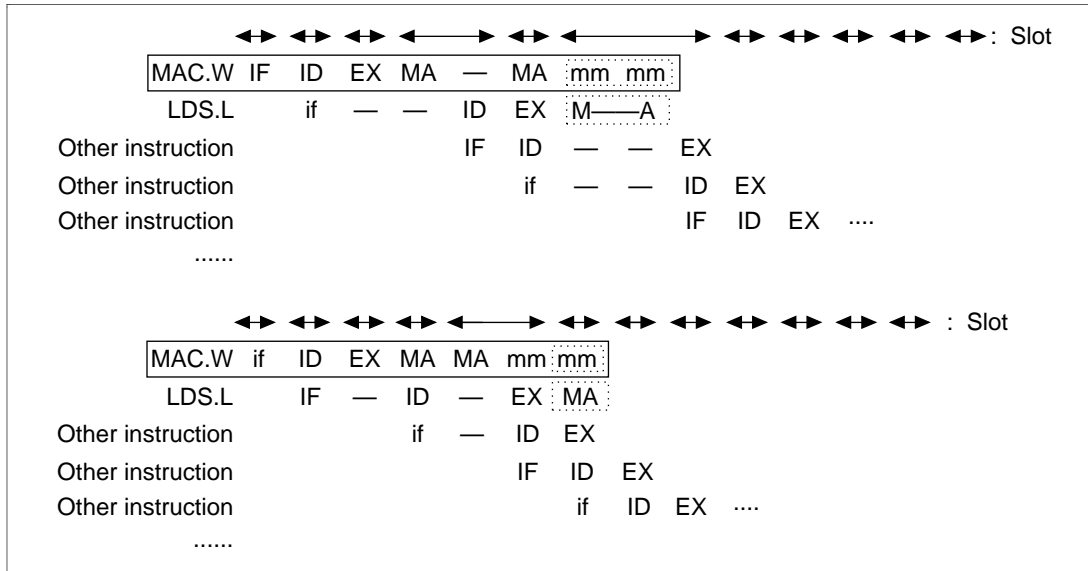 : Slot
MAC.W IF ID EX MA — MA mm mm
LDS.L if — — ID EX M——A
Other instruction IF ID — — EX
Other instruction if — — ID EX
Other instruction IF ID EX ....
......
: Slot
MAC.W if ID EX MA MA mm mm
LDS.L IF — ID — EX MA
Other instruction if — ID EX
Other instruction IF ID EX
Other instruction if ID EX ....
......